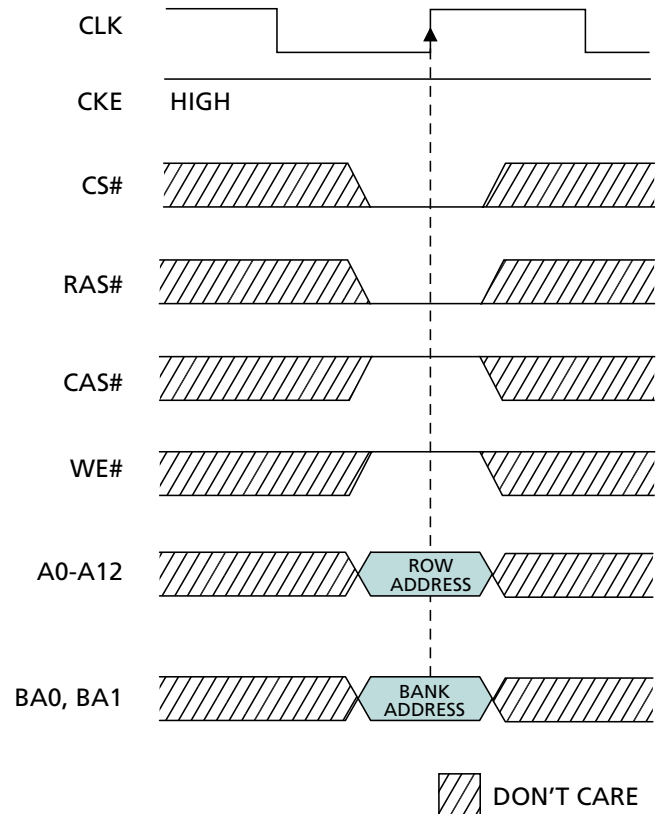 CLK
CKE HIGH
CS#
RAS#
CAS#
WE#
A0-A12 ROW
ADDRESS
BA0, BA1 BANK
ADDRESS
DON'T CARE